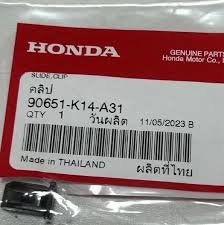 HONDA
GENUINE PARTS
Honda Motor Co.,
SLIDE, CLIP
คลิป
90651-K14-A31
QTY 1 วันผลิต 11/05/2023 B
Made in THAILAND ผลิตที่ไทย